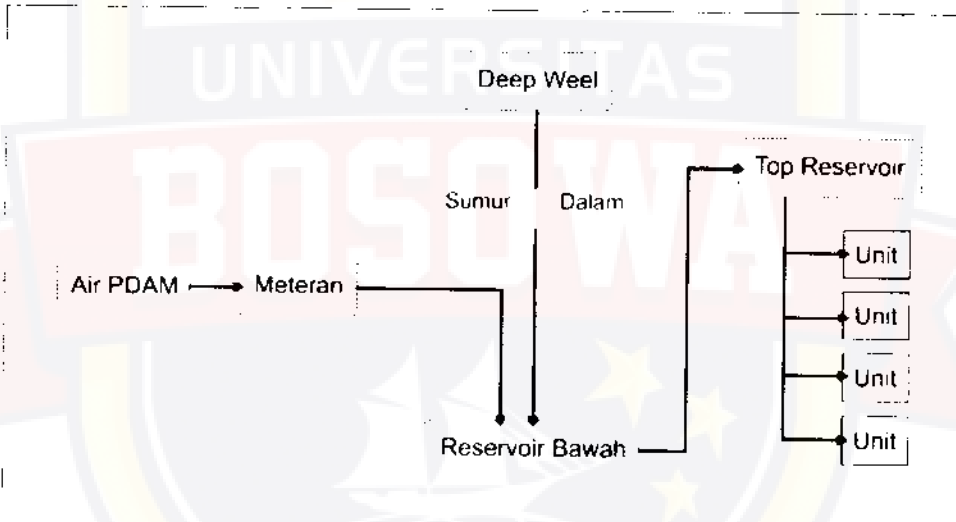 UNIVERSITAS
BOSOWA
Deep Weel
Top Reservoir
Sumur Dalam
Unit
Air PDAM Meteran
Unit
Unit
Reservoir Bawah
Unit